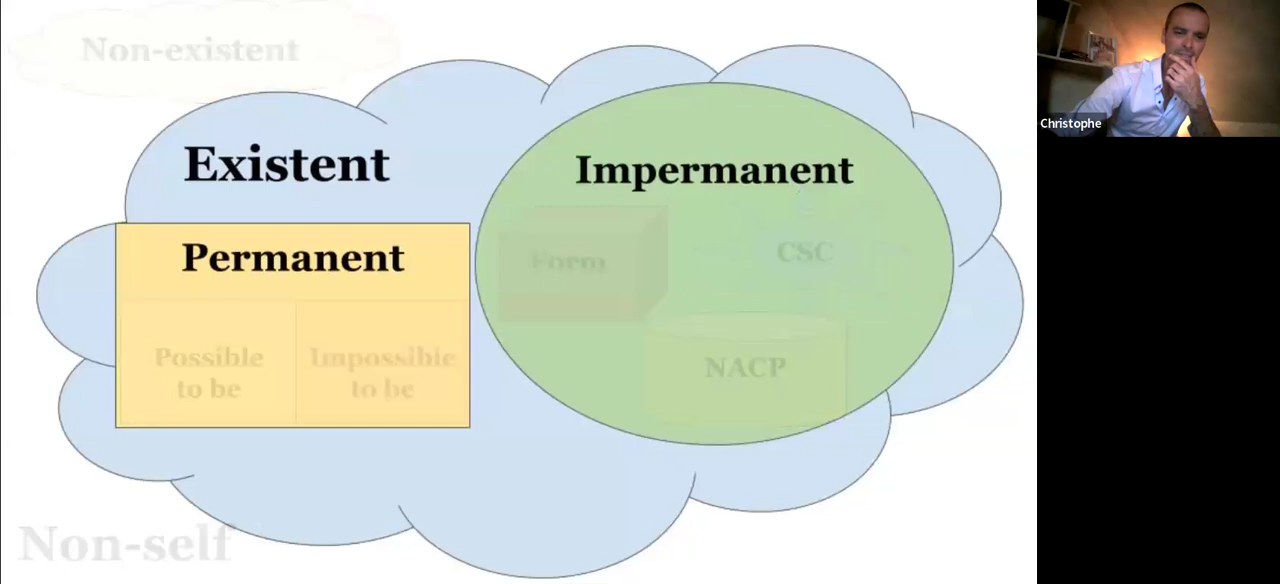 Non-existent
Existent
Impermanent
Permanent
Form
CSC
Possible
to be
Impossible
to be
NACP
Non-self
Christophe